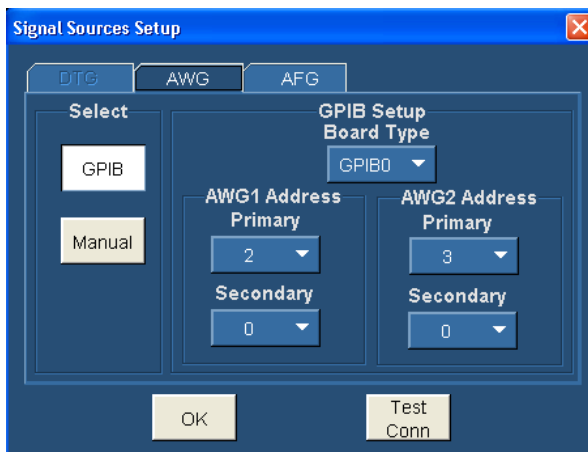 Signal Sources Setup
DTG AWG AFG
Select
GPIB
Manual
GPIB Setup
Board Type
GPIB0
AWG1 Address
Primary
2
Secondary
0
AWG2 Address
Primary
3
Secondary
0
OK
Test
Conn